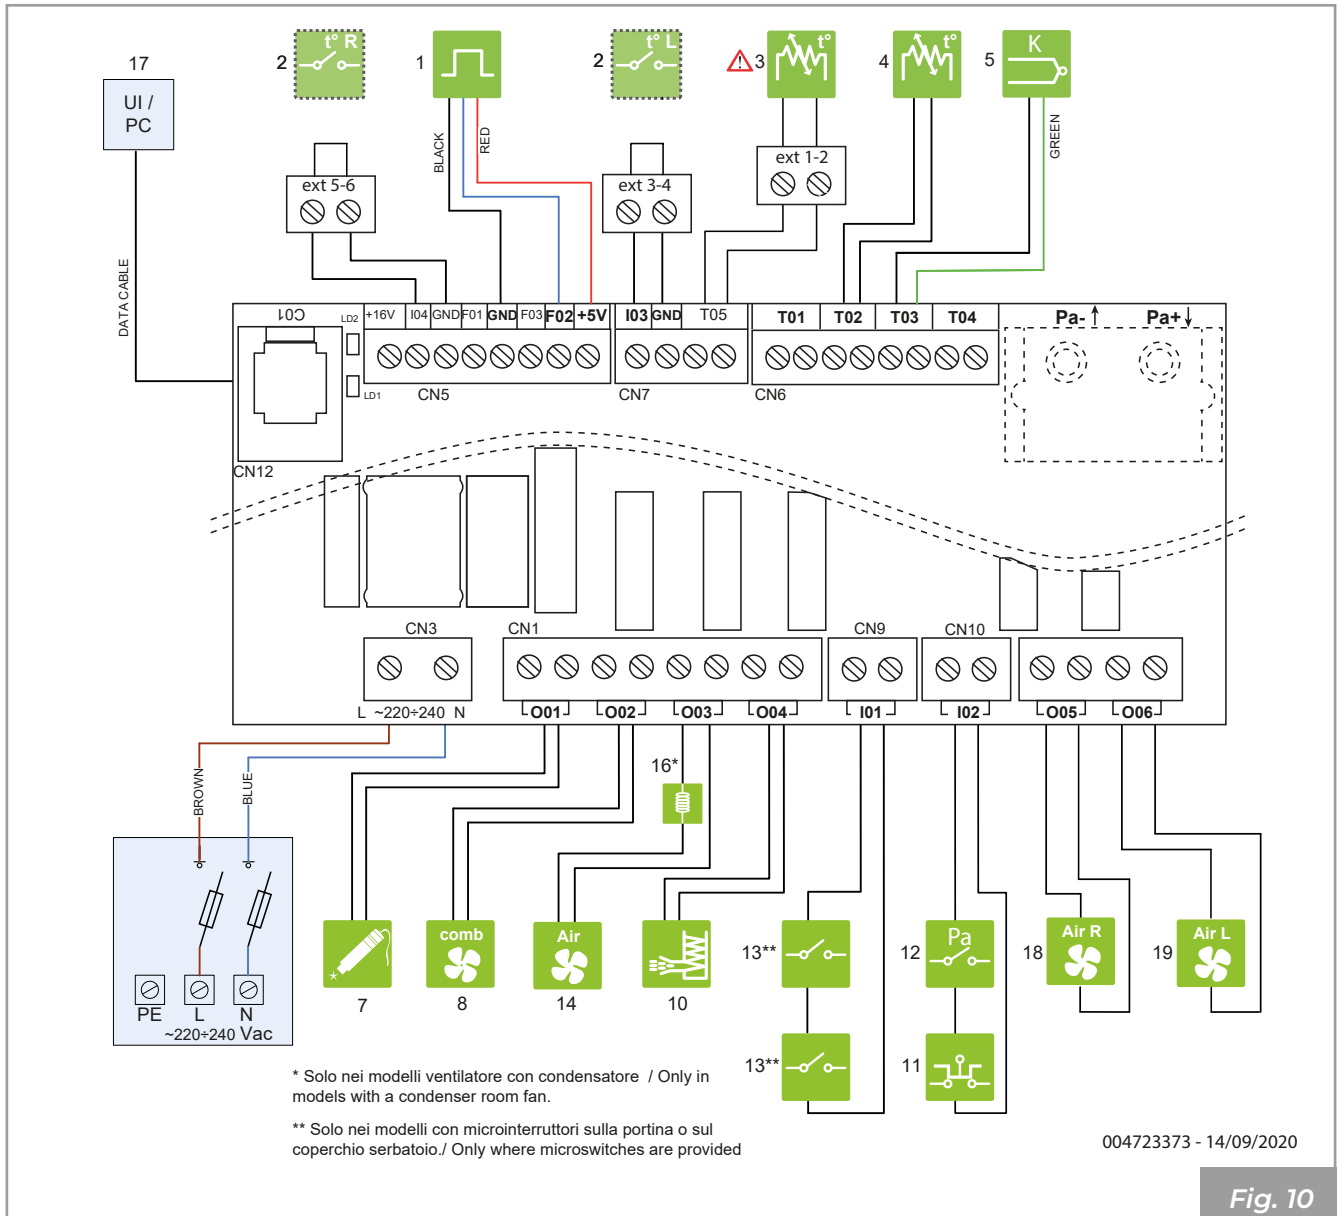 t° R
2
1
t° L
2
3
t°
4
t°
5
K
17
UI /
PC
BLACK
RED
GREEN
ext 5-6
ext 3-4
ext 1-2
DATA CABLE
C01
LD2
+16V
I04
GND
F01
GND
F03
F02
+5V
I03
GND
T05
T01
T02
T03
T04
Pa-
Pa+
LD1
CN5
CN7
CN6
CN12
CN3
CN1
CN9
CN10
L ~220÷240 N
O01
O02
O03
O04
I01
I02
O05
O06
BROWN
BLUE
16*
comb
Air
13**
12
Pa
18
Air R
19
Air L
7
8
14
10
PE
L
N
~220÷240 Vac
13**
11
* Solo nei modelli ventilatore con condensatore / Only in
models with a condenser room fan.
** Solo nei modelli con microinterruttori sulla portina o sul
coperchio serbatoio./ Only where microswitches are provided
004723373 - 14/09/2020
Fig. 10